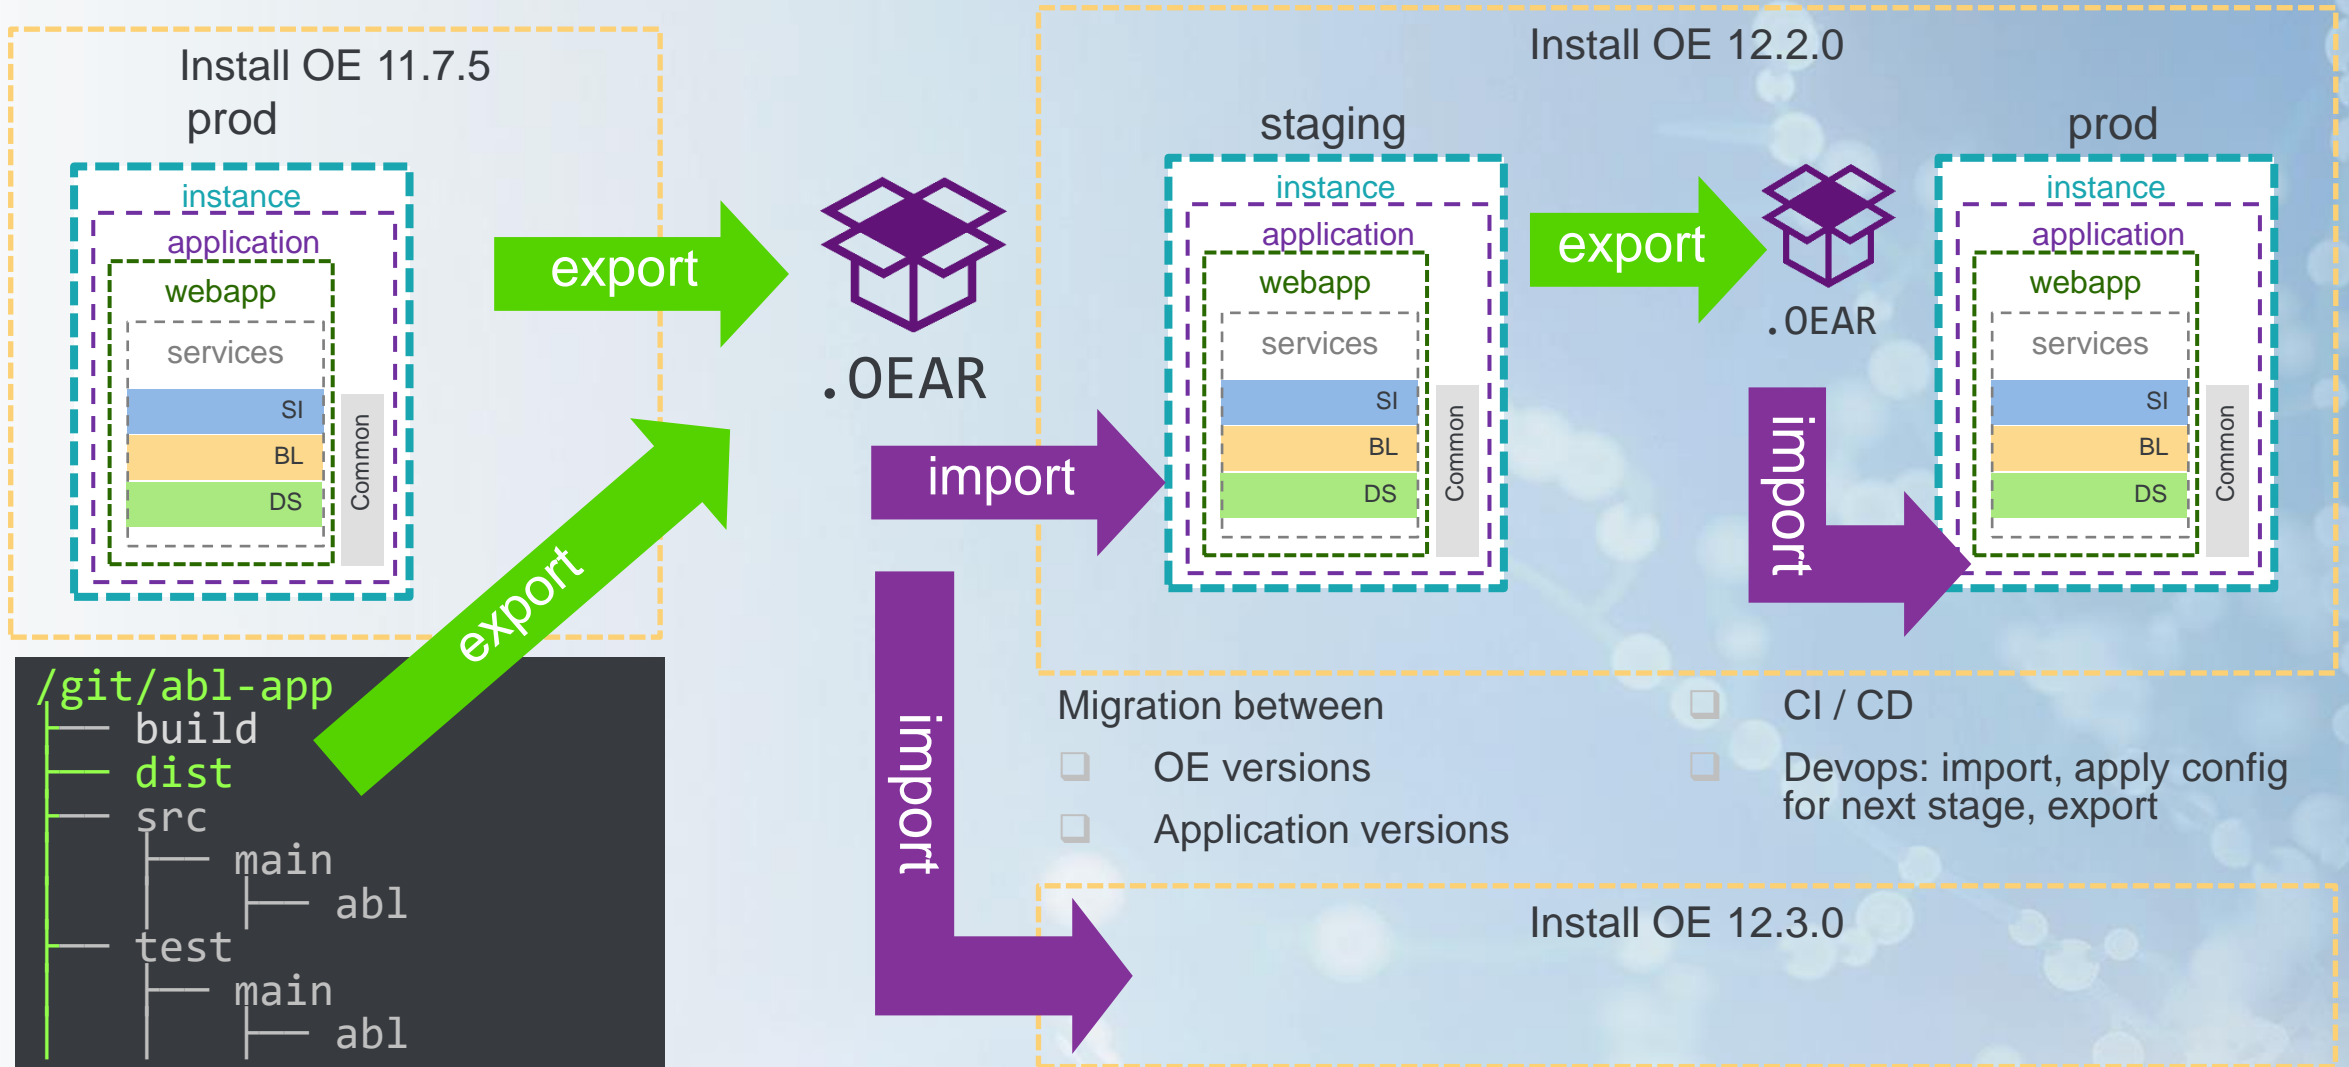 Install OE 11.7.5
prod
instance
application
webapp
services
SI
BL
DS
Common
export
.OEAR
export
import
import
Install OE 12.2.0
staging
instance
application
webapp
services
SI
BL
DS
Common
export
.OEAR
import
prod
instance
application
webapp
services
SI
BL
DS
Common
/git/abl-app
├── build
├── dist
├── src
├── main
├── abl
├── test
├── main
├── abl
Migration between
❑ OE versions
❑ Application versions
❑ CI / CD
❑ Devops: import, apply config
for next stage, export
Install OE 12.3.0